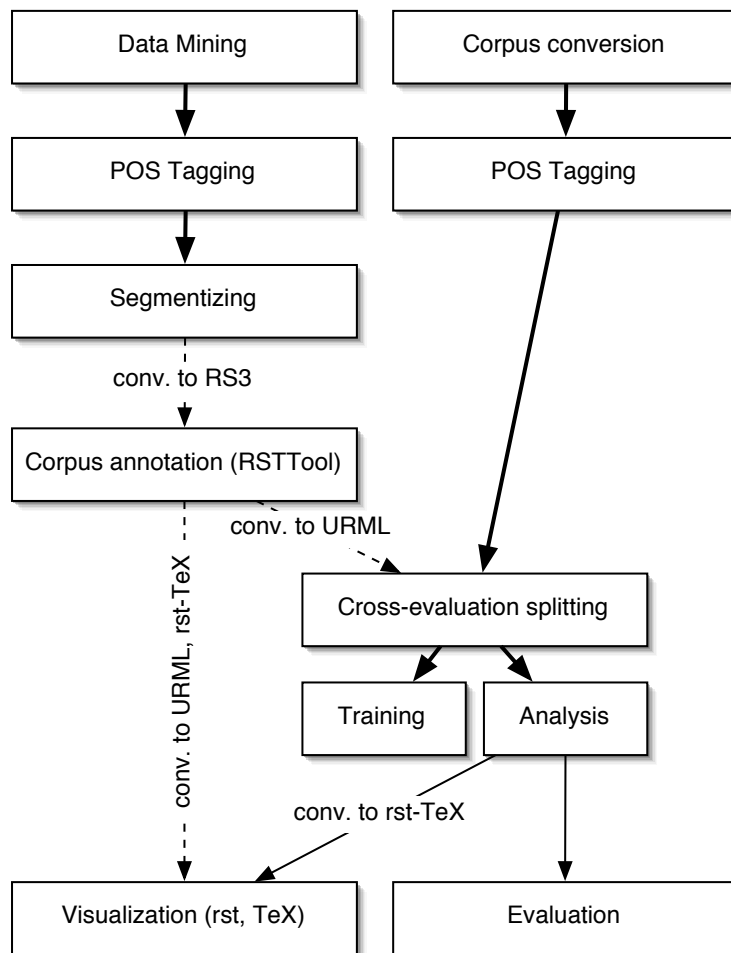 Data Mining
Corpus conversion
POS Tagging
POS Tagging
Segmentizing
conv. to RS3
Corpus annotation (RSTTool)
conv. to URML
conv. to URML, rst-TeX
Cross-evaluation splitting
Training
Analysis
conv. to rst-TeX
Visualization (rst, TeX)
Evaluation